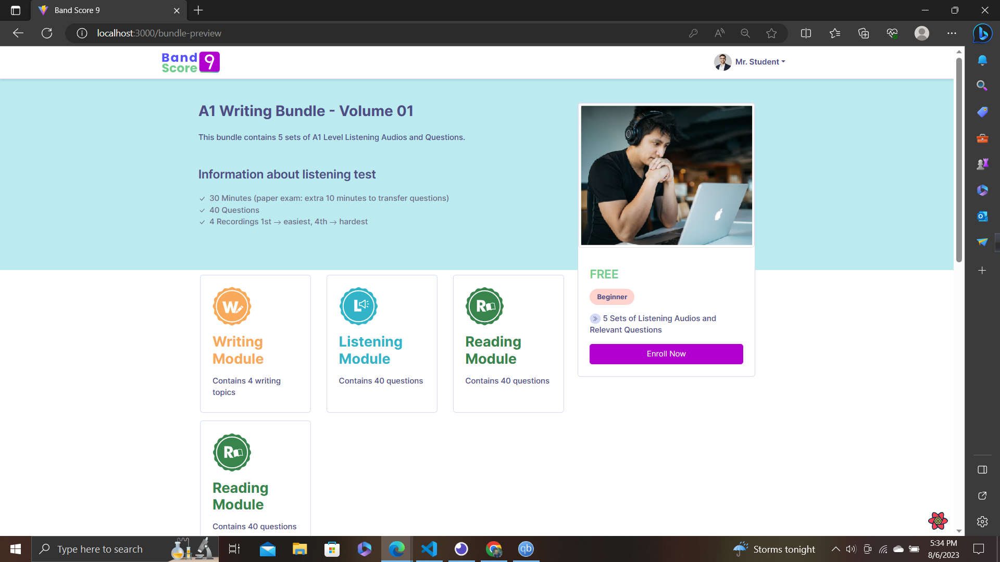 Band Score 9
localhost:3000/bundle-preview
Band
Score 9
Mr. Student
A1 Writing Bundle - Volume 01
This bundle contains 5 sets of A1 Level Listening Audios and Questions.
Information about listening test
30 Minutes (paper exam: extra 10 minutes to transfer questions)
40 Questions
4 Recordings 1st → easiest, 4th → hardest
FREE
Beginner
5 Sets of Listening Audios and
Relevant Questions
Enroll Now
W
Writing
Module
Contains 4 writing
topics
L
Listening
Module
Contains 40 questions
R
Reading
Module
Contains 40 questions
R
Reading
Module
Contains 40 questions
Type here to search
qb
Storms tonight
5:34 PM
8/6/2023